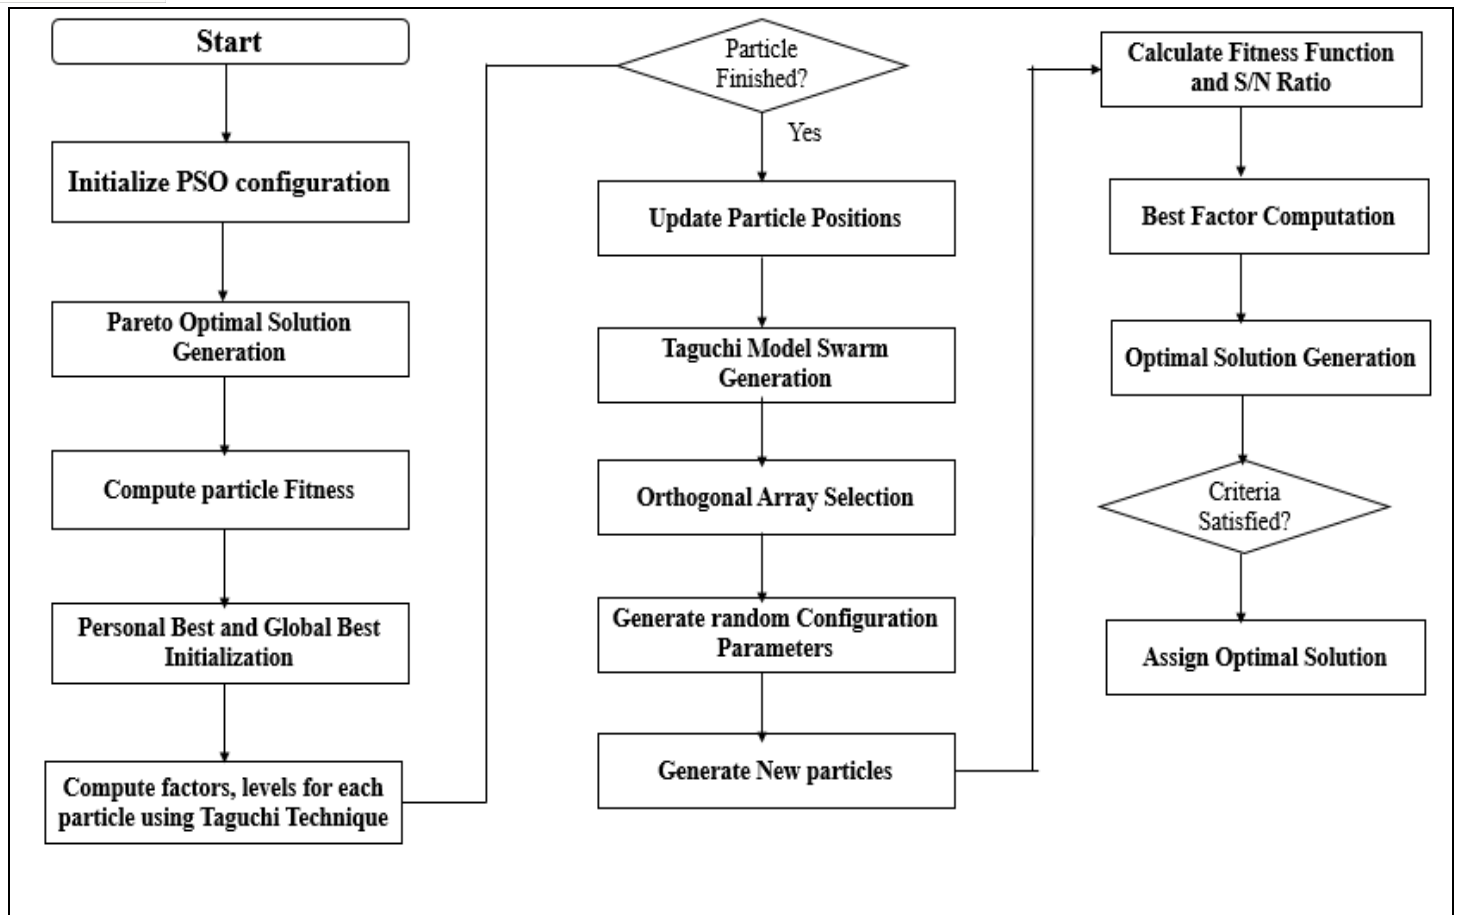 Start
Initialize PSO configuration
Pareto Optimal Solution
Generation
Compute particle Fitness
Personal Best and Global Best
Initialization
Compute factors, levels for each
particle using Taguchi Technique
Particle
Finished?
Yes
Update Particle Positions
Taguchi Model Swarm
Generation
Orthogonal Array Selection
Generate random Configuration
Parameters
Generate New particles
Calculate Fitness Function
and S/N Ratio
Best Factor Computation
Optimal Solution Generation
Criteria
Satisfied?
Assign Optimal Solution